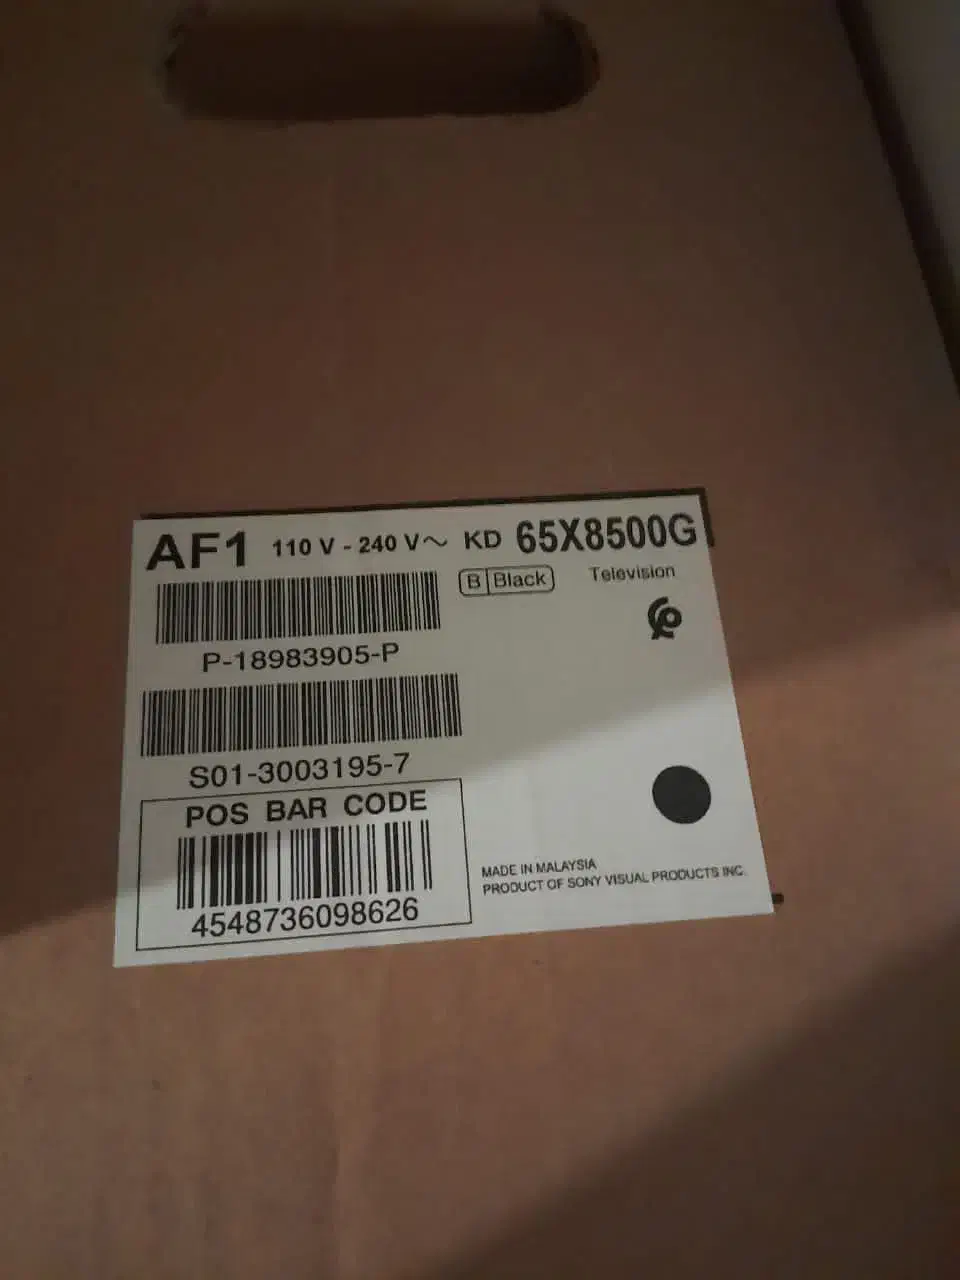 AF1 110 V - 240 V~ KD 65X8500G
B Black Television
P-18983905-P
S01-3003195-7
POS BAR CODE
4548736098626
MADE IN MALAYSIA
PRODUCT OF SONY VISUAL PRODUCTS INC.